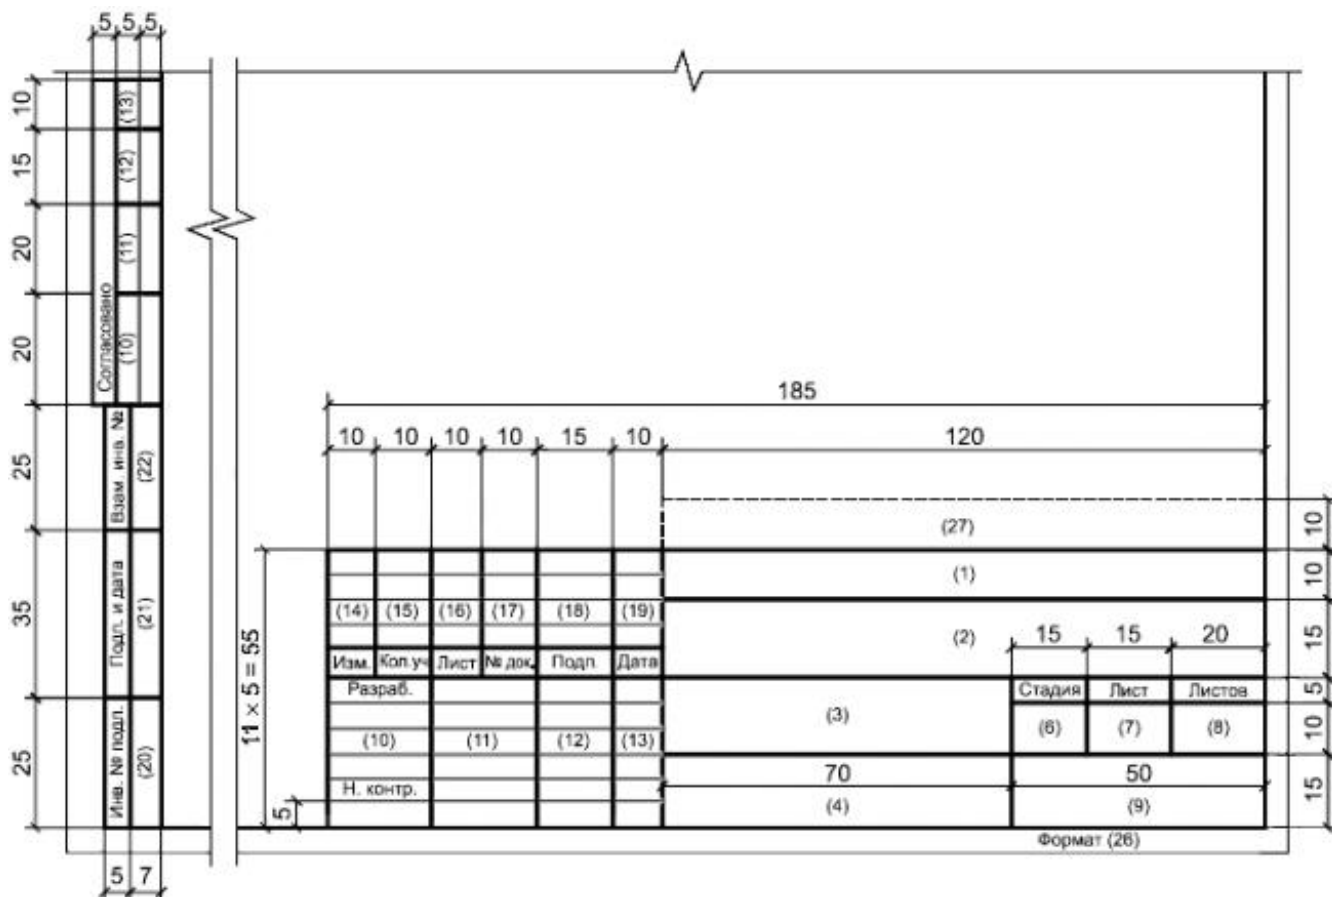 5 5 5
10
15
20
20
25
35
25
(13)
(12)
(11)
(10)
Согласовано
Взам. инв. №
(22)
Подп. и дата
(21)
Инв. № подл.
(20)
5 7
185
10 10 10 10 15 10 120
(27)
10
(1)
10
(14) (15) (16) (17) (18) (19)
(2)
15 15 20
15
Изм. Кол.уч Лист № док. Подп. Дата
Разраб.
Стадия Лист Листов
5
(3)
(6) (7) (8)
10
(10) (11) (12) (13)
70 50
Н. контр.
(4) (9)
15
11 × 5 = 55
5
Формат (26)